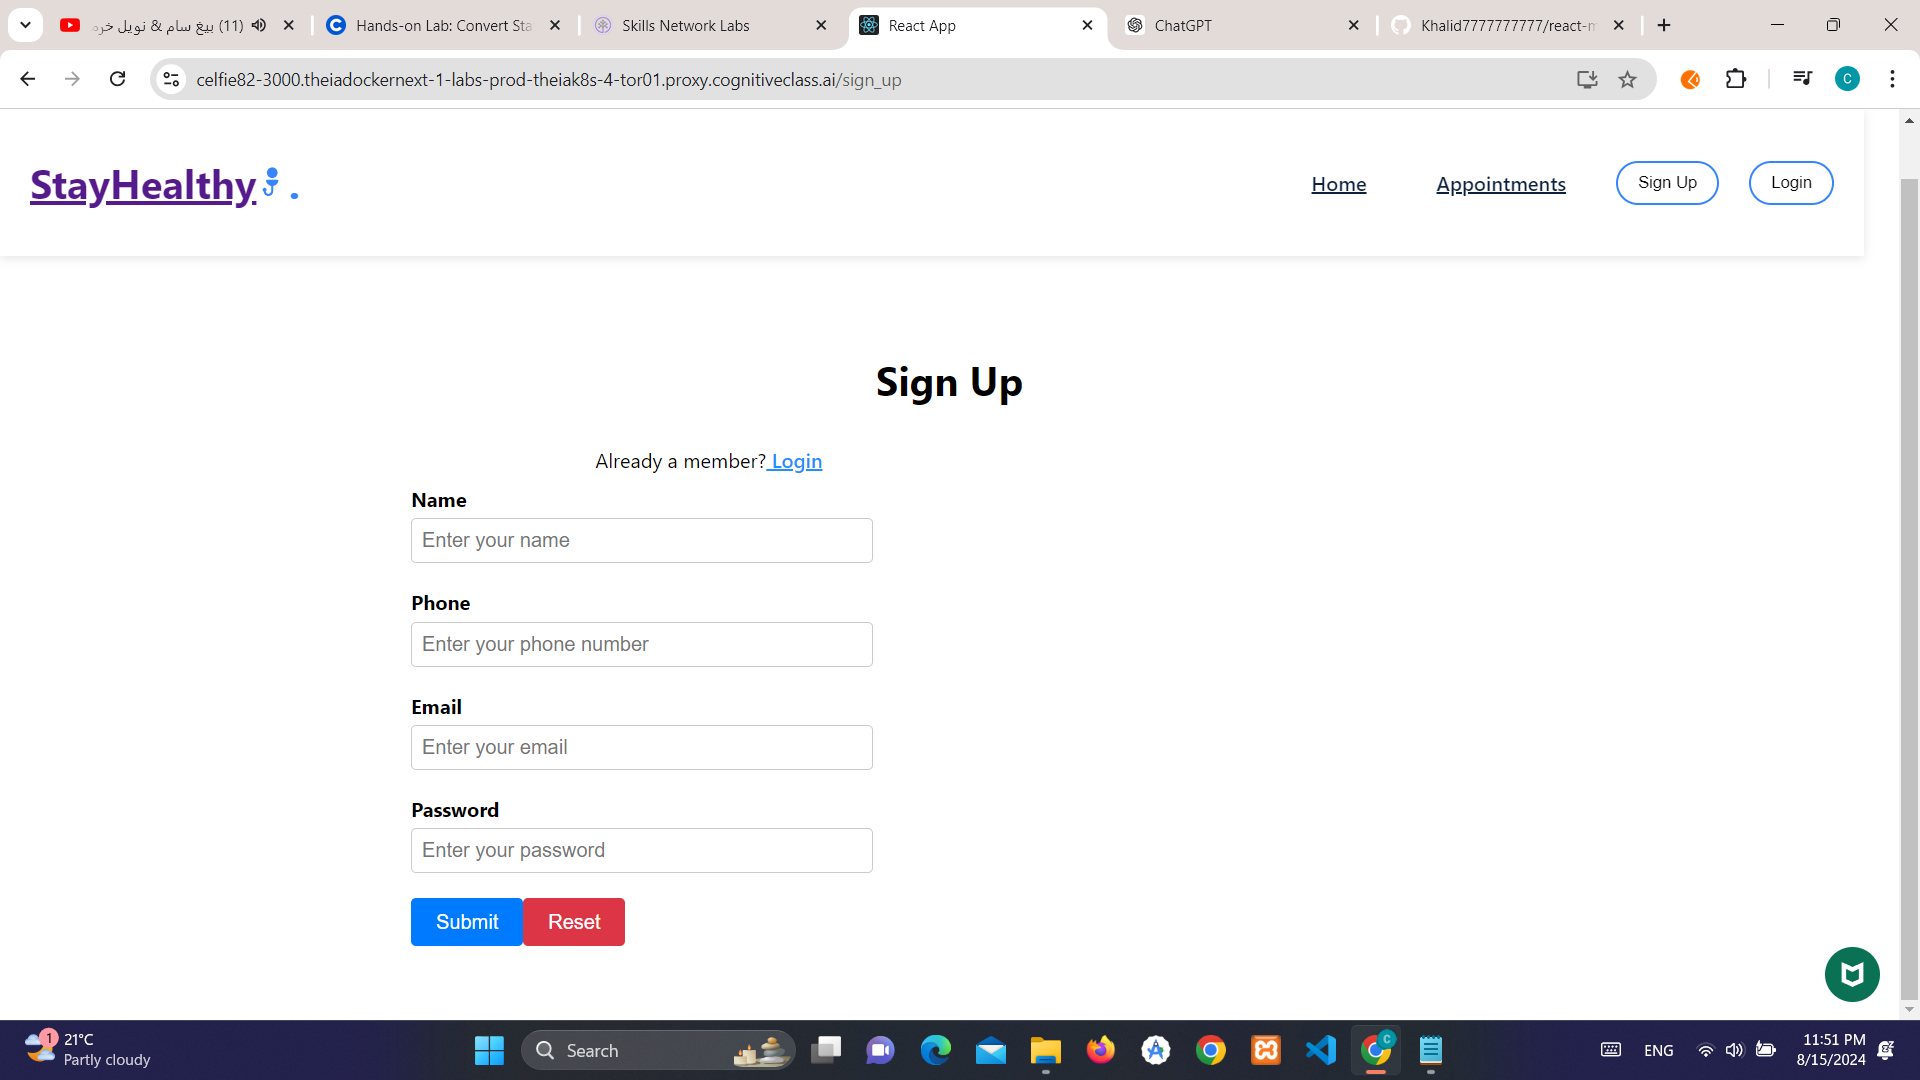 (11) بيغ سام & نويل خرم
Hands-on Lab: Convert Sta
Skills Network Labs
React App
ChatGPT
Khalid7777777777/react-m
celfie82-3000.theiadockernext-1-labs-prod-theiak8s-4-tor01.proxy.cognitiveclass.ai/sign_up
C
StayHealthy .
Home
Appointments
Sign Up
Login
Sign Up
Already a member? Login
Name
Enter your name
Phone
Enter your phone number
Email
Enter your email
Password
Enter your password
Submit
Reset
1
21°C
Partly cloudy
Search
C
ENG
11:51 PM
8/15/2024